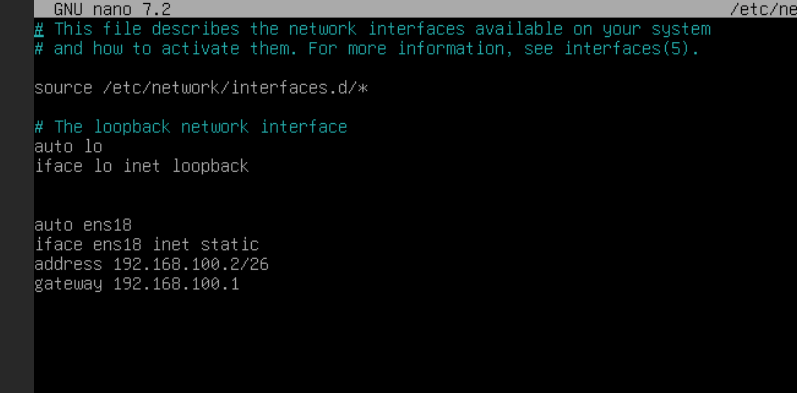 GNU nano 7.2 /etc/ne
# This file describes the network interfaces available on your system
# and how to activate them. For more information, see interfaces(5).
source /etc/network/interfaces.d/*
# The loopback network interface
auto lo
iface lo inet loopback
auto ens18
iface ens18 inet static
address 192.168.100.2/26
gateway 192.168.100.1